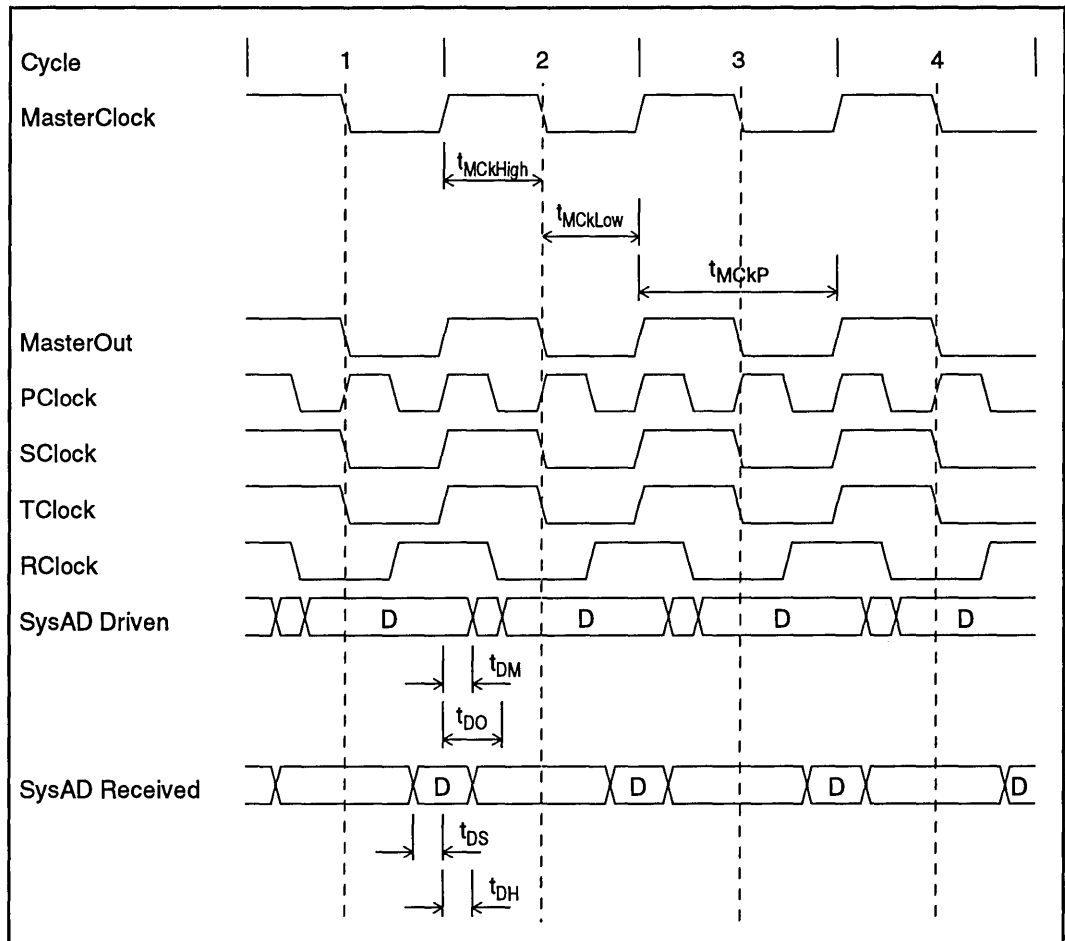 Cycle 1 2 3 4
MasterClock
tMCkHigh
tMCkLow
tMCkP
MasterOut
PClock
SClock
TClock
RClock
SysAD Driven D D D D
tDM
tDO
SysAD Received D D D D
tDS
tDH